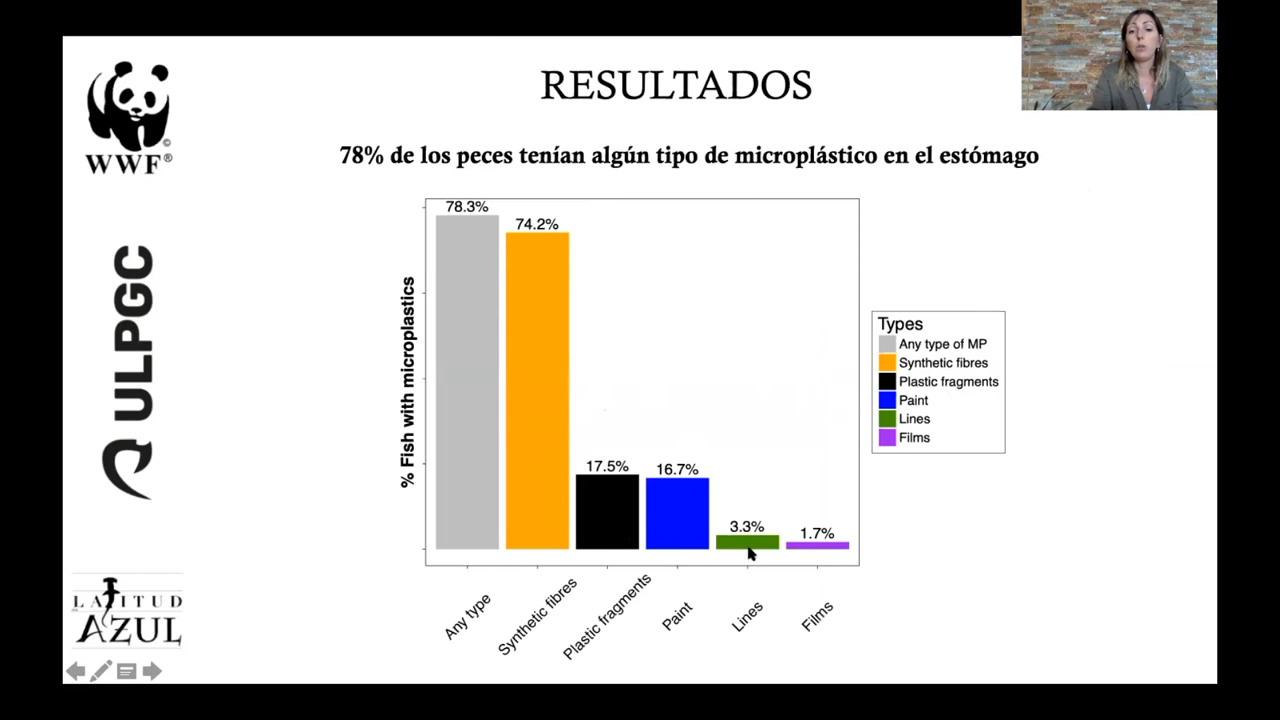 RESULTADOS
78% de los peces tenían algún tipo de microplástico en el estómago
WWF®
©
ULPGC
LATITUD
AZUL
% Fish with microplastics
78.3%
74.2%
17.5%
16.7%
3.3%
1.7%
Any type
Synthetic fibres
Plastic fragments
Paint
Lines
Films
Types
Any type of MP
Synthetic fibres
Plastic fragments
Paint
Lines
Films